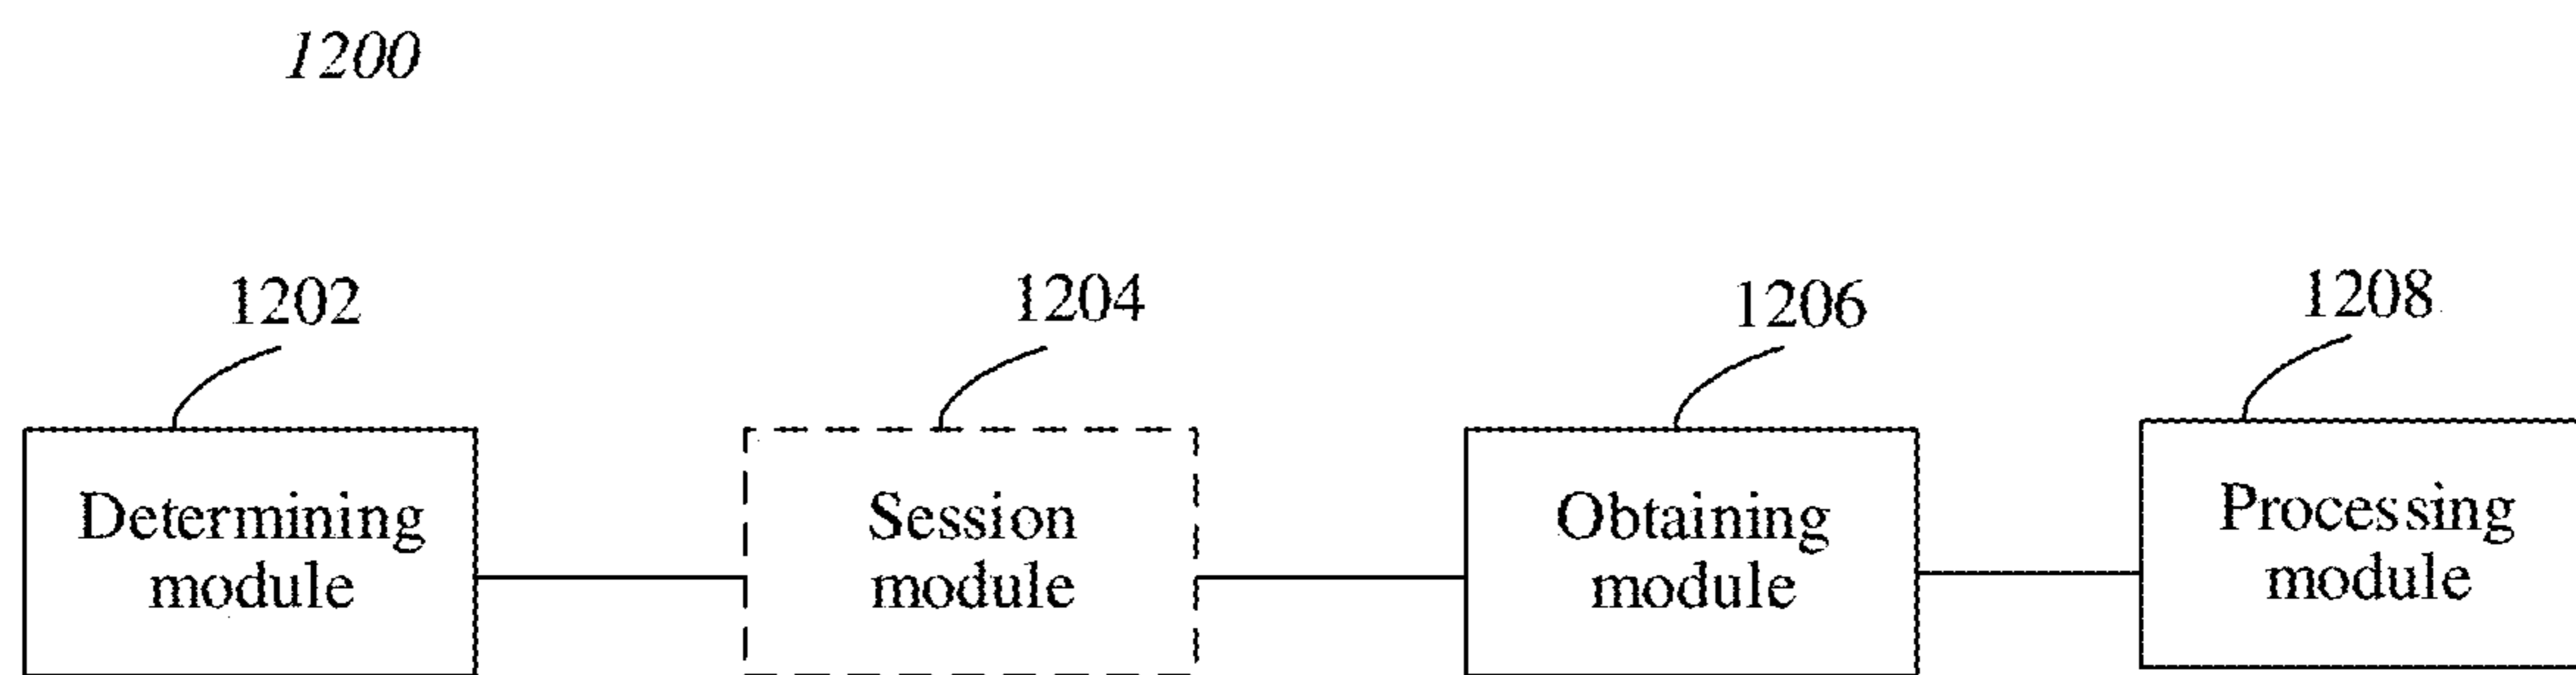 1200
1202
1204
1206
1208
Determining
module
Session
module
Obtaining
module
Processing
module